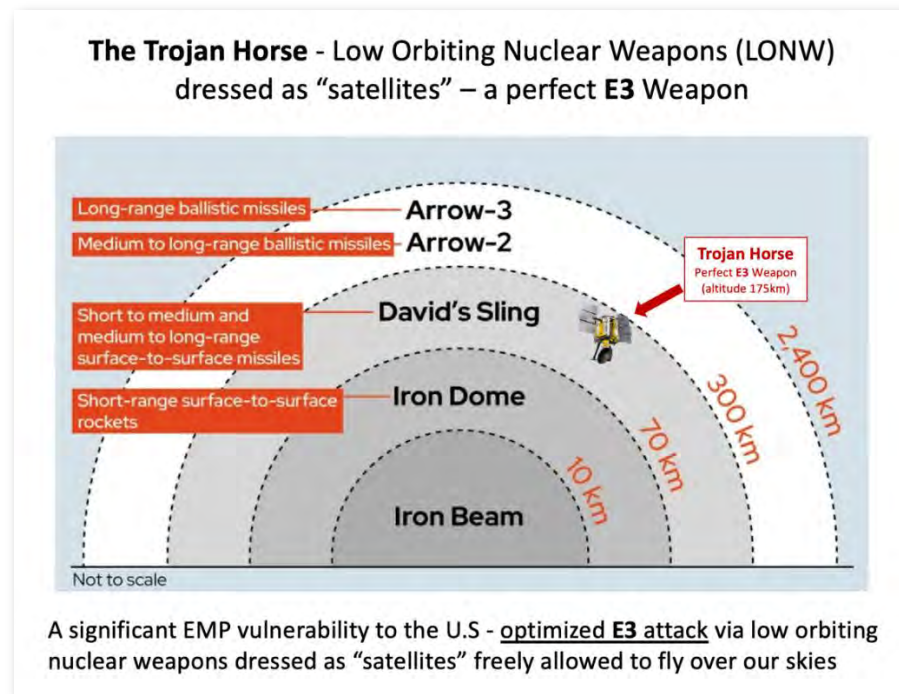 The Trojan Horse - Low Orbiting Nuclear Weapons (LONW)
dressed as “satellites” – a perfect E3 Weapon
Long-range ballistic missiles
Arrow-3
Medium to long-range ballistic missiles
Arrow-2
Trojan Horse
Perfect E3 Weapon
(altitude 175km)
Short to medium and
medium to long-range
surface-to-surface missiles
David's Sling
Short-range surface-to-surface
rockets
Iron Dome
Iron Beam
10 km
70 km
300 km
2,400 km
Not to scale
A significant EMP vulnerability to the U.S - optimized E3 attack via low orbiting
nuclear weapons dressed as “satellites” freely allowed to fly over our skies